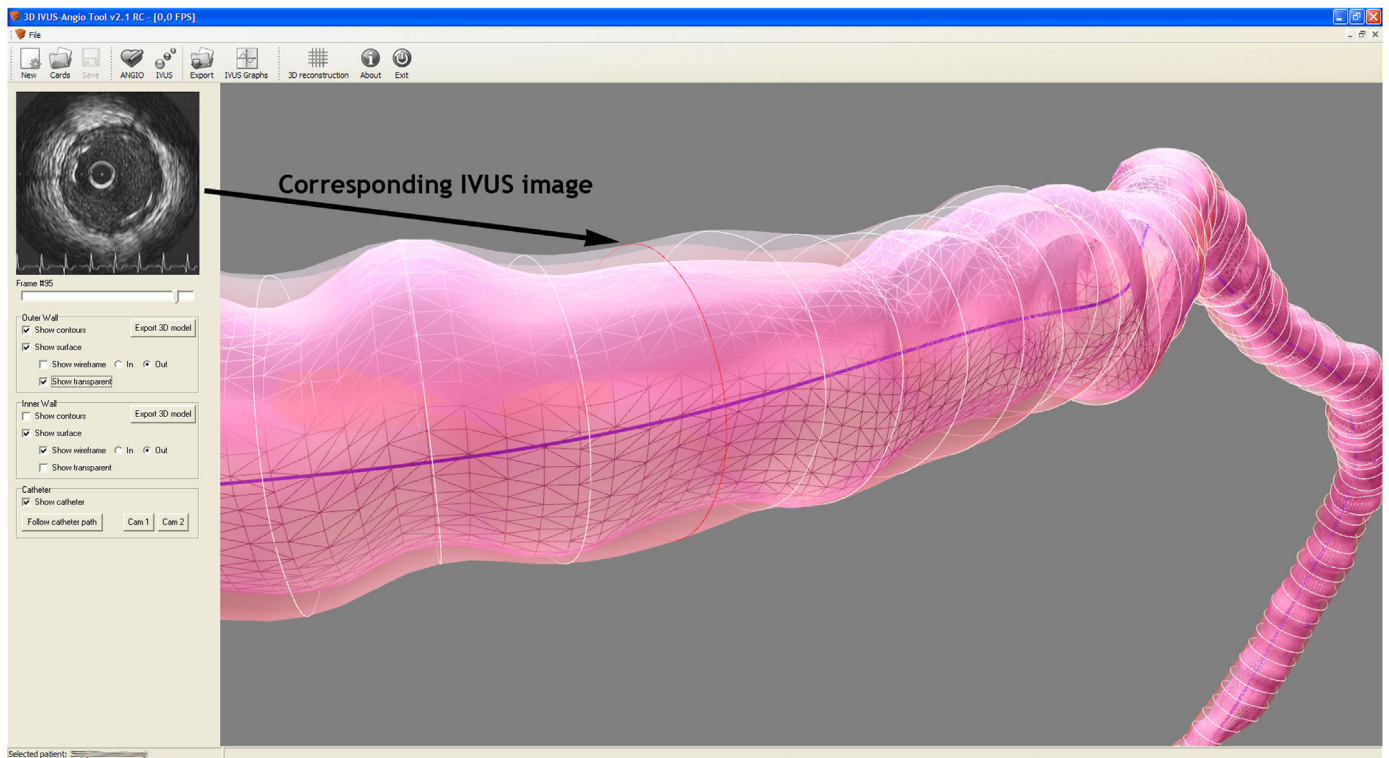 3D IVUS-Angio Tool v2.1 RC - [0,0 FPS]
File
New Cards Save ANGIO IVUS Export IVUS Graphs 3D reconstruction About Exit
Corresponding IVUS image
Frame #95
Outer Wall
Show contours Export 3D model
Show surface
Show wireframe In Out
Show transparent
Inner Wall
Show contours Export 3D model
Show surface
Show wireframe In Out
Show transparent
Catheter
Show catheter
Follow catheter path Cam 1 Cam 2
Selected patient: